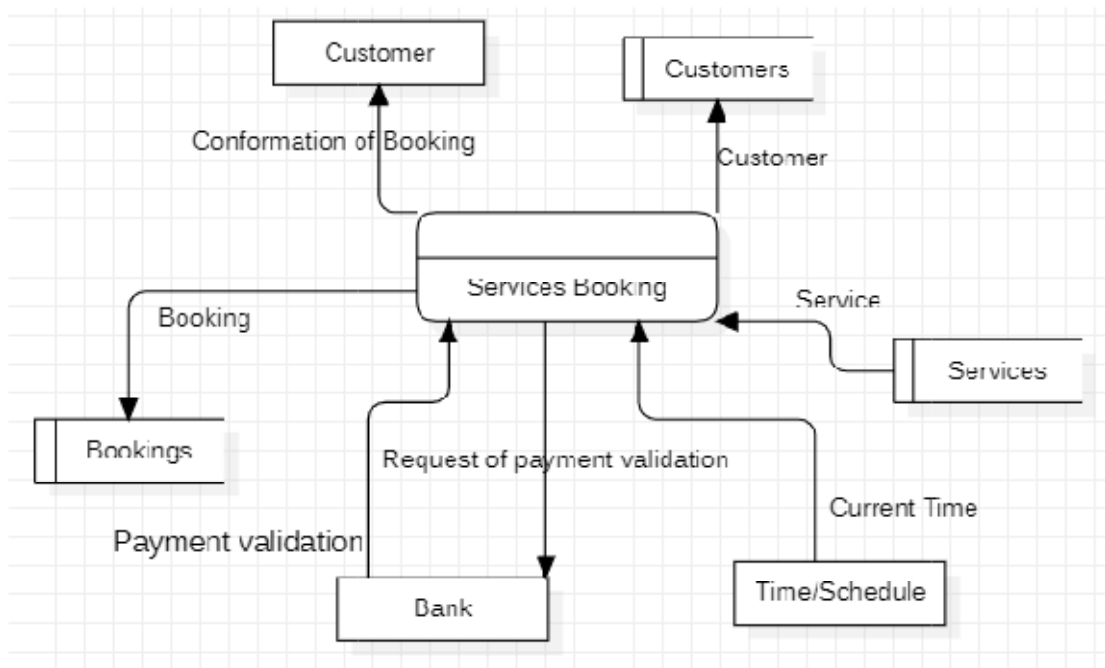 Customer
Customers
Conformation of Booking
Customer
Services Booking
Service
Booking
Services
Bookings
Request of payment validation
Current Time
Payment validation
Time/Schedule
Bank